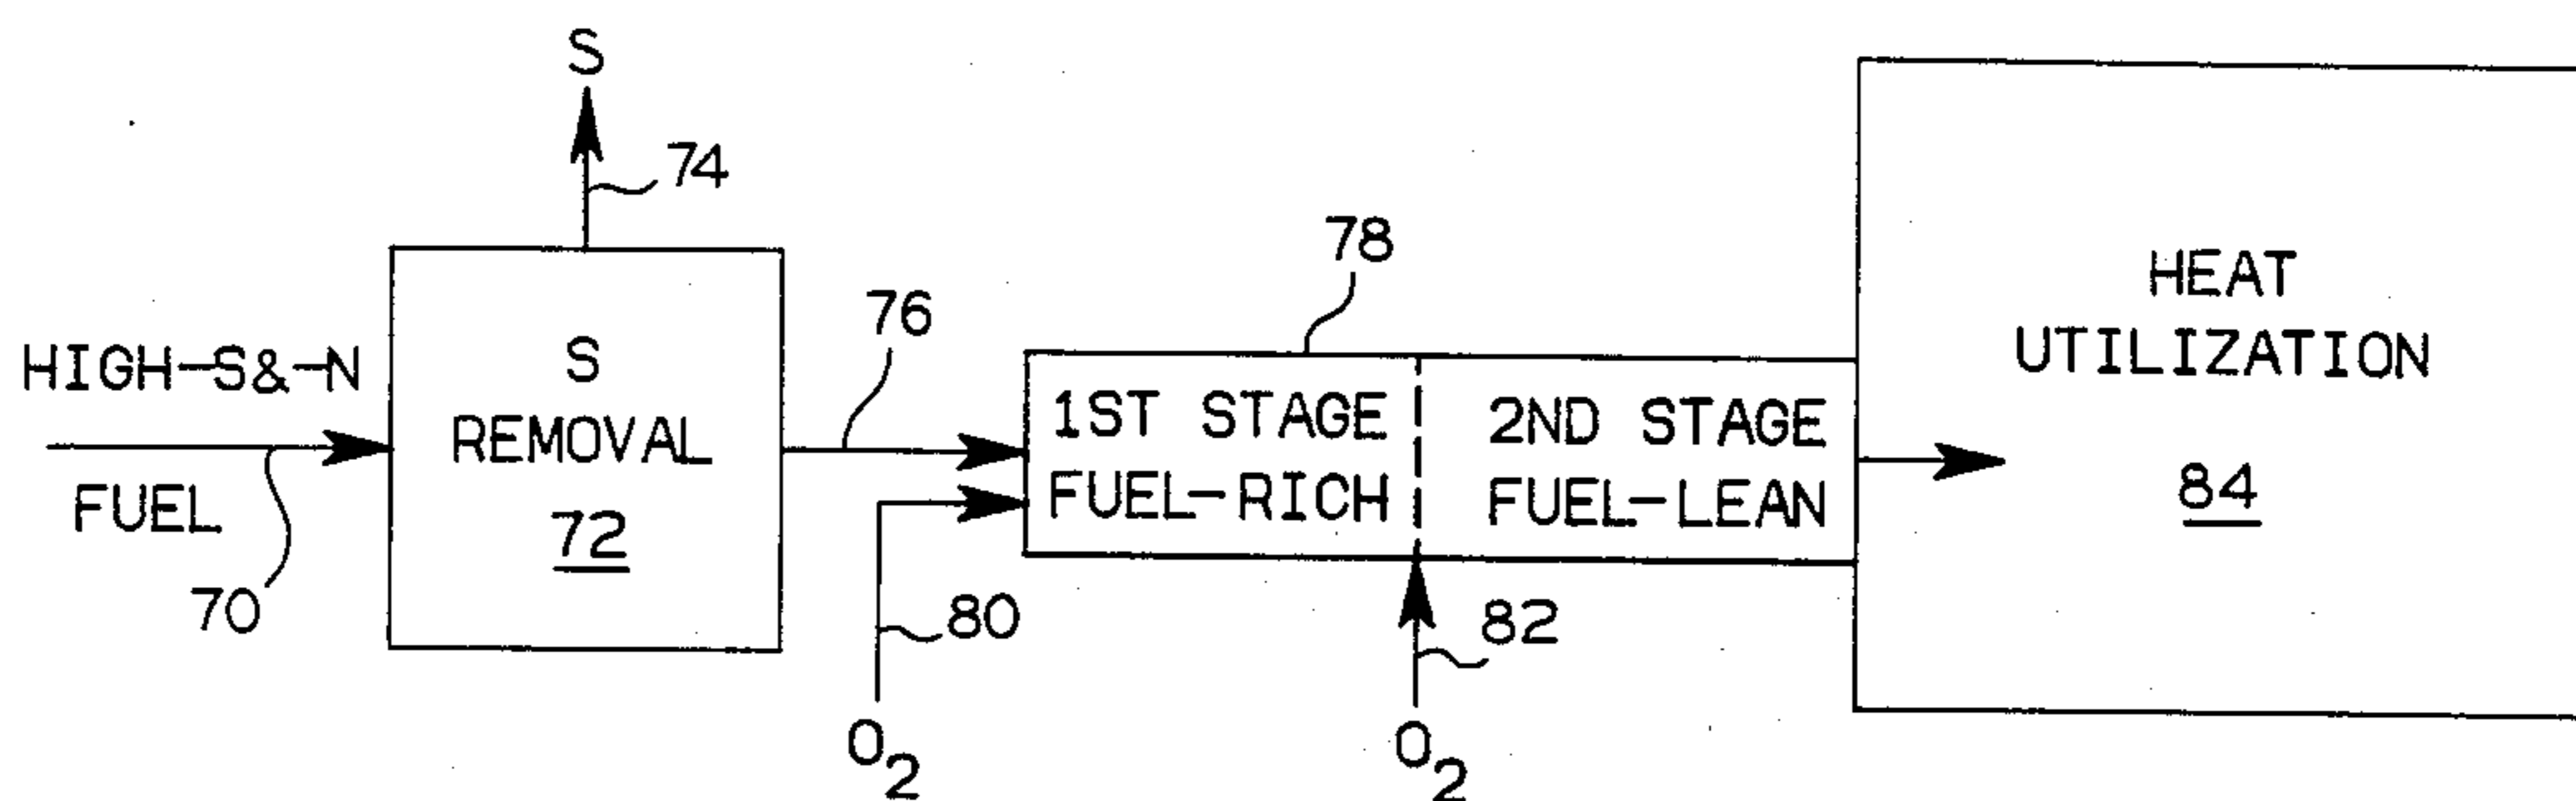 S
74
HIGH-S&-N
FUEL
70
S
REMOVAL
72
76
78
1ST STAGE
FUEL-RICH
2ND STAGE
FUEL-LEAN
80
O2
82
O2
HEAT
UTILIZATION
84